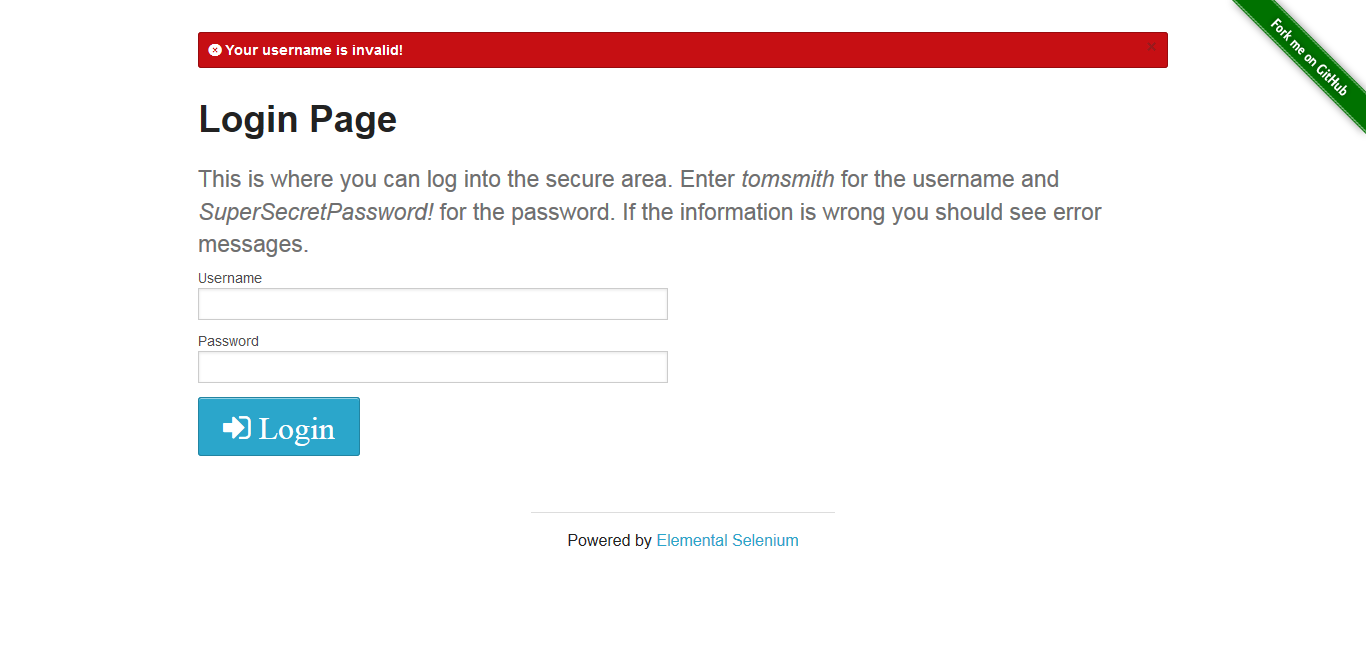 Your username is invalid!
Fork me on GitHub
Login Page
This is where you can log into the secure area. Enter tomsmith for the username and
SuperSecretPassword! for the password. If the information is wrong you should see error
messages.
Username
Password
Login
Powered by Elemental Selenium